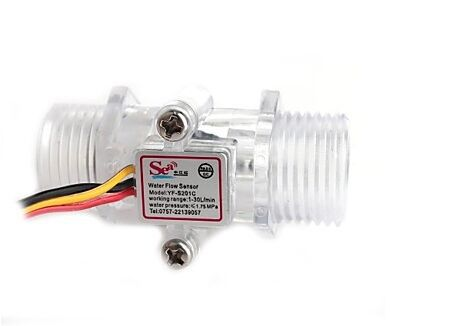 Sea
Water Flow Sensor
Model:YF-S201C
working range:1-30L/min
water pressure:≤1.75MPa
Tel:0757-22139057